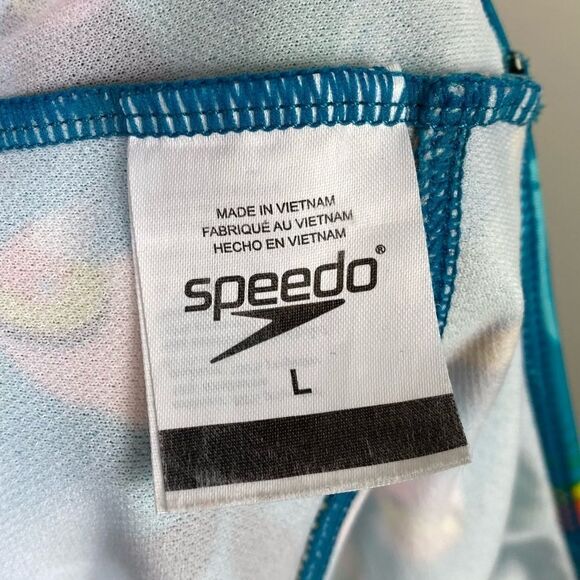 MADE IN VIETNAM
FABRIQUÉ AU VIETNAM
HECHO EN VIETNAM
speedo®
L